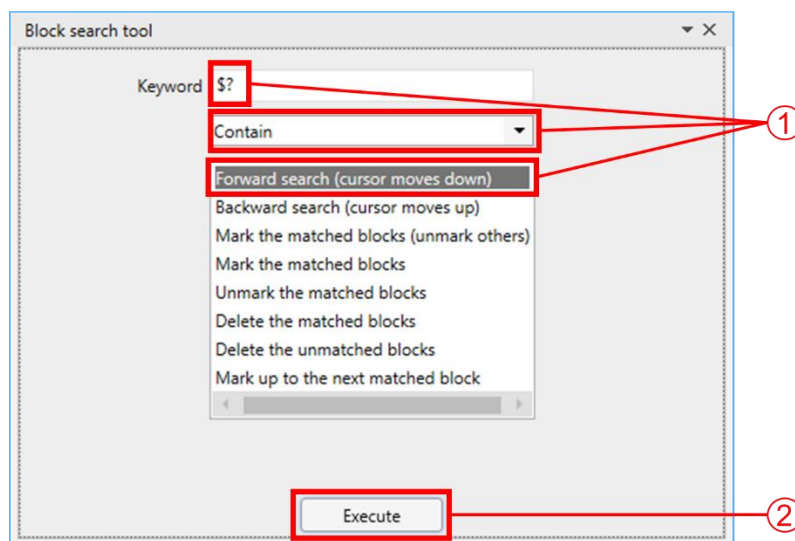 Block search tool
Keyword $?
Contain
①
Forward search (cursor moves down)
Backward search (cursor moves up)
Mark the matched blocks (unmark others)
Mark the matched blocks
Unmark the matched blocks
Delete the matched blocks
Delete the unmatched blocks
Mark up to the next matched block
Execute
②